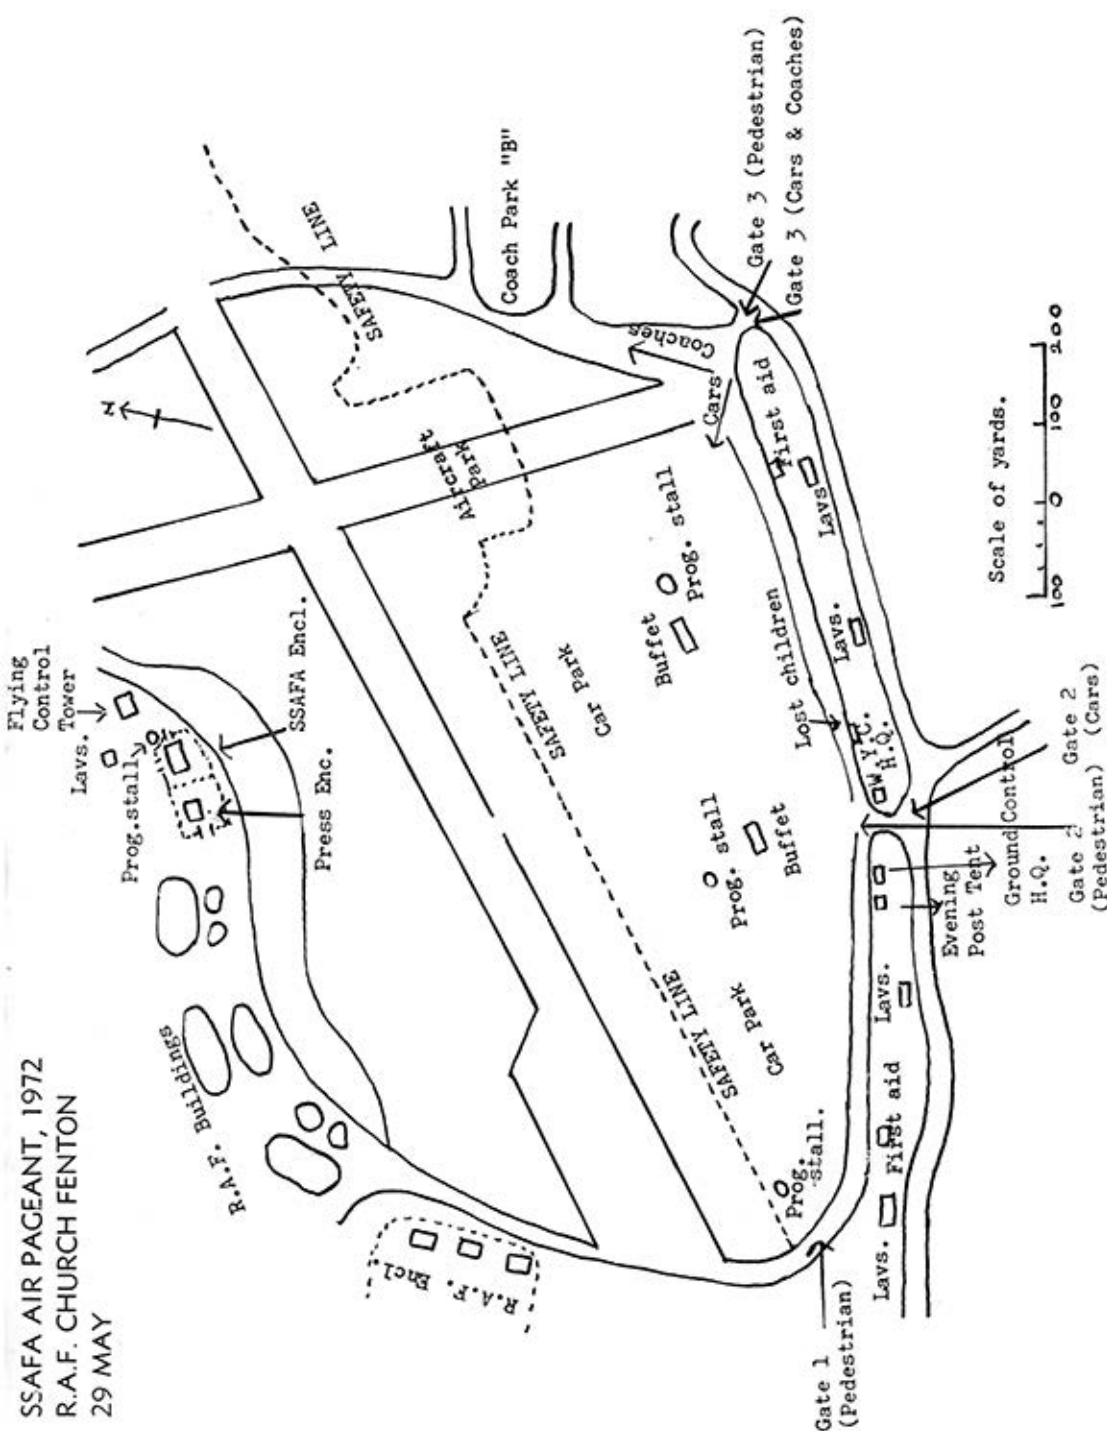 SSAFA AIR PAGEANT, 1972
R.A.F. CHURCH FENTON
29 MAY
Flying
Control
Tower
Lavs.
Prog.stall
SSAFA Encl.
Press Enc.
R.A.F. Buildings
R.A.F. Encl.
N
SAFETY LINE
Coach Park "B"
Gate 3 (Pedestrian)
Gate 3 (Cars & Coaches)
Coaches
Cars
Aircraft
Park
First aid
Lavs
Prog. stall
Buffet
SAFETY LINE
Car Park
Lost children
Lavs.
W.Y.C.
H.Q.
Prog. stall
Buffet
SAFETY LINE
Car Park
Prog.
stall.
Gate 2
(Cars)
Gate 2
(Pedestrian)
Ground Control
H.Q.
Evening
Post Tent
Lavs.
First aid
Lavs.
Gate 1
(Pedestrian)
Scale of yards.
100 0 100 200